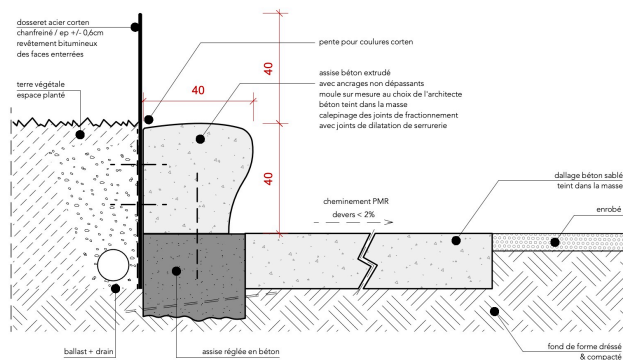 dosseret acier corten
chanfreiné / ep +/- 0,6cm
revêtement bitumineux
des faces enterrées
terre végétale
espace planté
pente pour coulures corten
assise béton extrudé
avec ancrages non dépassants
moule sur mesure au choix de l'architecte
béton teint dans la masse
calepinage des joints de fractionnement
avec joints de dilatation de serrurerie
40
40
40
cheminement PMR
devers < 2%
dallage béton sablé
teint dans la masse
enrobé
ballast + drain
assise réglée en béton
fond de forme dréssé
& compacté